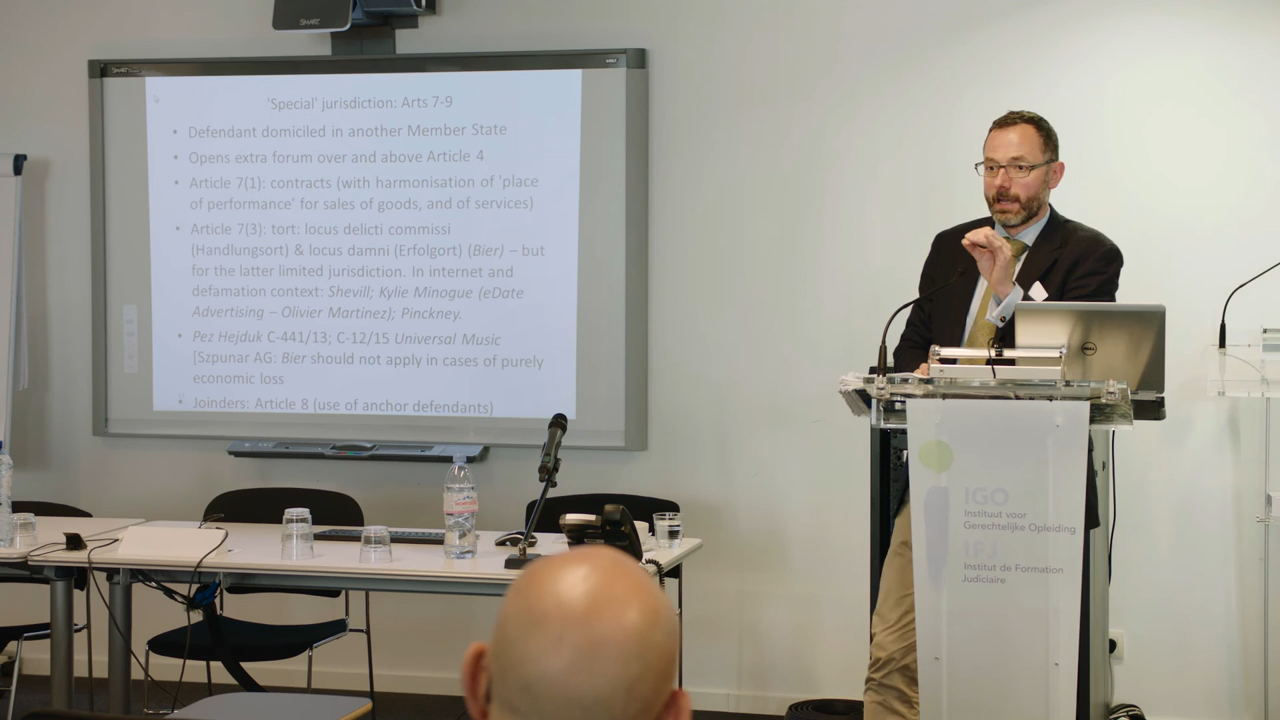 SMART
SMART
'Special' jurisdiction: Arts 7-9
• Defendant domiciled in another Member State
• Opens extra forum over and above Article 4
• Article 7(1): contracts (with harmonisation of 'place
of performance' for sales of goods, and of services)
• Article 7(3): tort: locus delicti commissi
(Handlungsort) & locus damni (Erfolgort) (Bier) – but
for the latter limited jurisdiction. In internet and
defamation context: Shevill; Kylie Minogue (eDate
Advertising – Olivier Martinez); Pinckney.
• Pez Hejduk C-441/13; C-12/15 Universal Music
[Szpunar AG: Bier should not apply in cases of purely
economic loss
• Joinders: Article 8 (use of anchor defendants)
DELL
IGO
Instituut voor
Gerechtelijke Opleiding
IFJ
Institut de Formation
Judiciaire